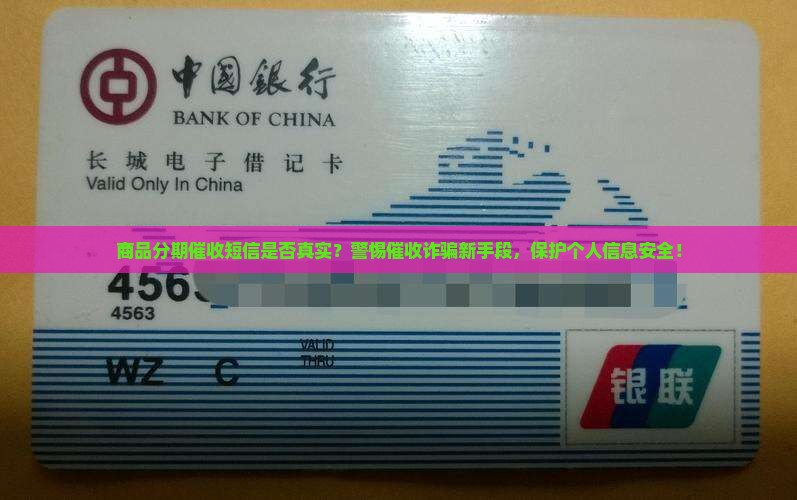 中国銀行
BANK OF CHINA
长城电子借记卡
Valid Only In China
商品分期催收短信是否真实？警惕催收诈骗新手段，保护个人信息安全！
456
4563
VALID
THRU
WZ C
银联